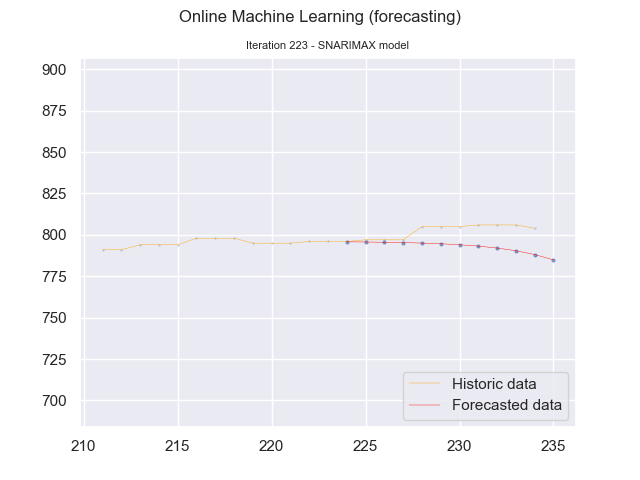 Online Machine Learning (forecasting)
Iteration 223 - SNARIMAX model
900
875
850
825
800
775
750
725
700
210 215 220 225 230 235
Historic data
Forecasted data